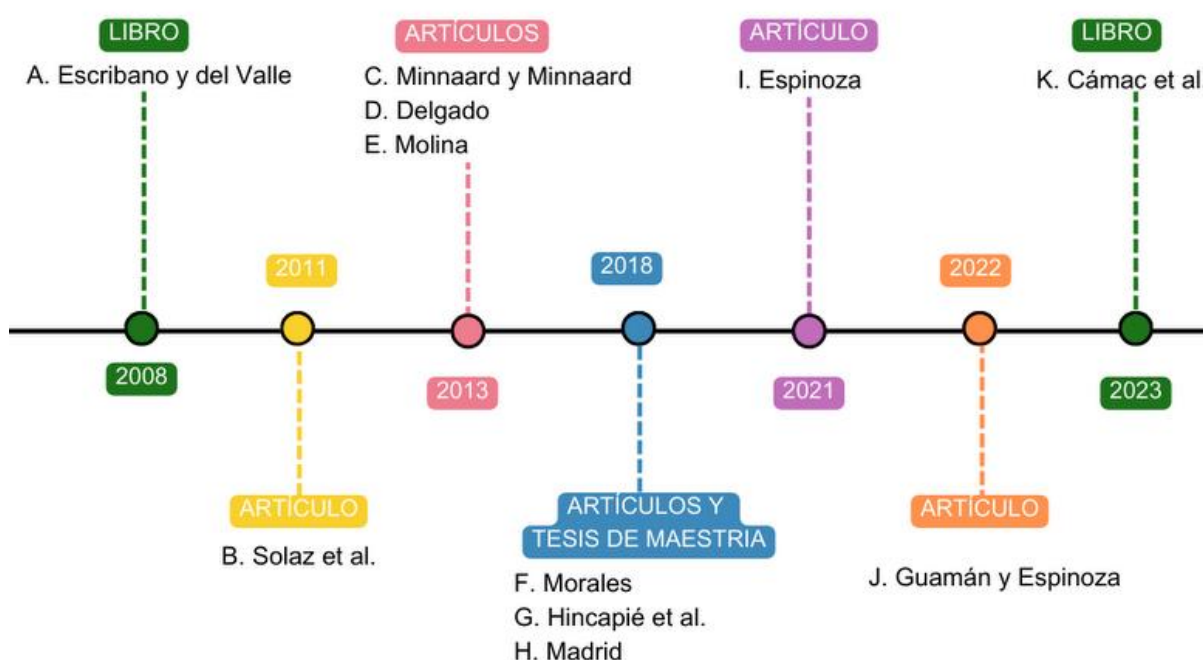 LIBRO
A. Escribano y del Valle
2008
2011
ARTÍCULO
B. Solaz et al.
ARTÍCULOS
C. Minnaard y Minnaard
D. Delgado
E. Molina
2013
2018
ARTÍCULOS Y
TESIS DE MAESTRIA
F. Morales
G. Hincapié et al.
H. Madrid
ARTÍCULO
I. Espinoza
2021
2022
ARTÍCULO
J. Guamán y Espinoza
LIBRO
K. Cámac et al
2023